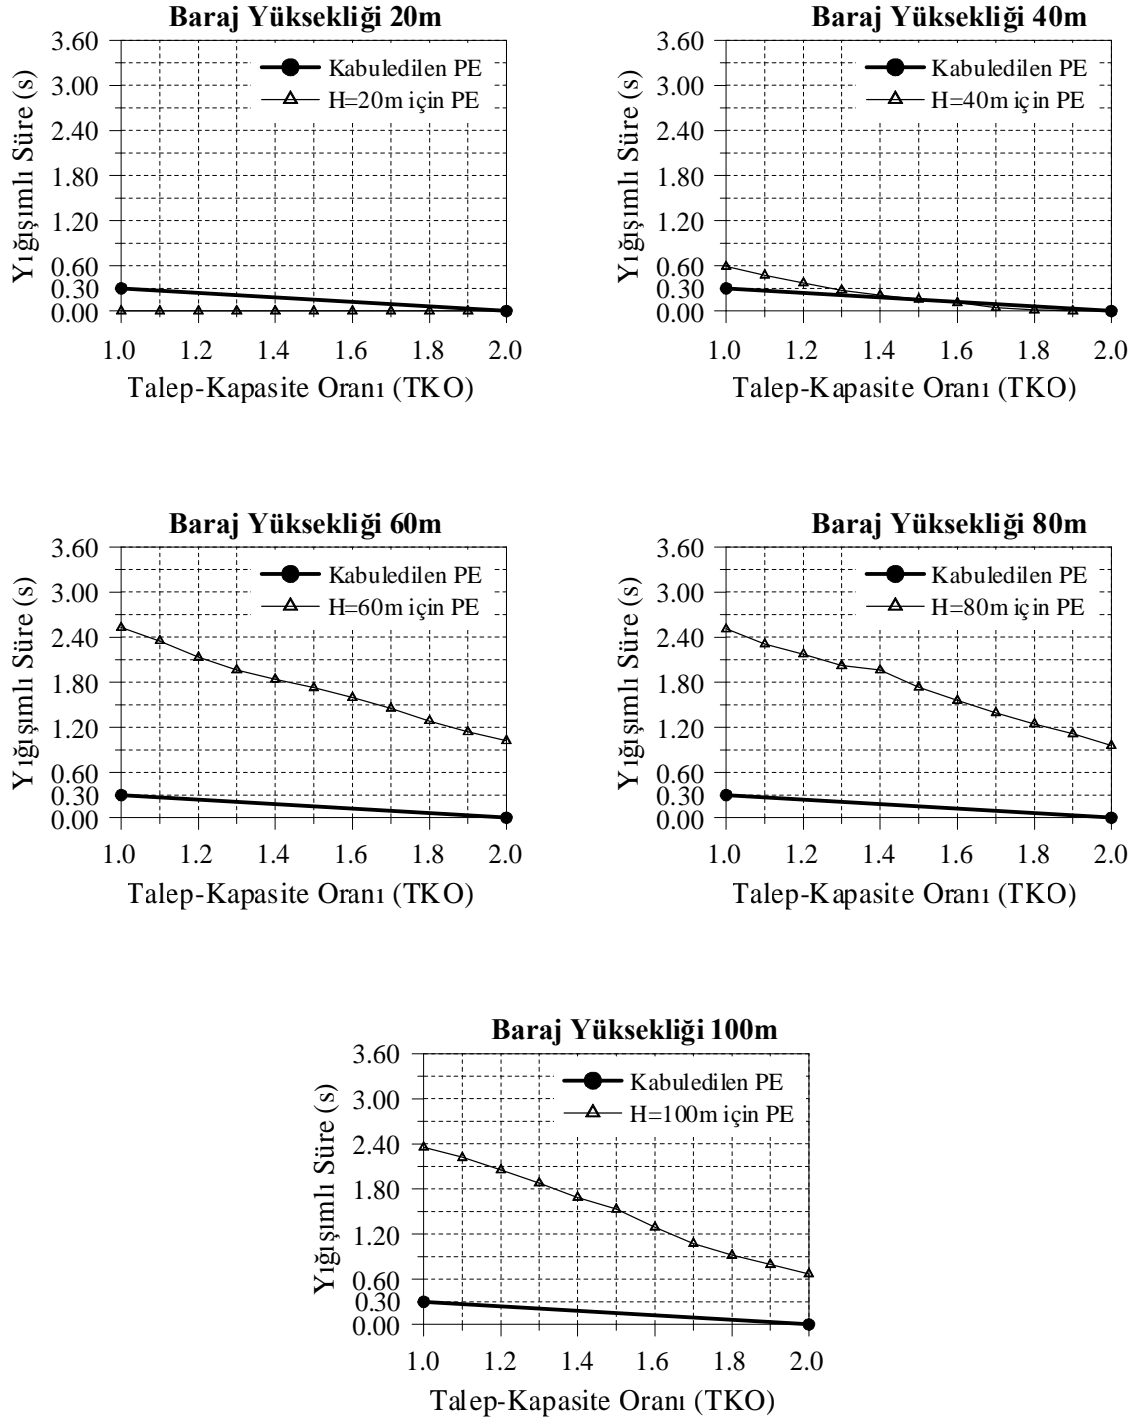 Baraj Yüksekliği 20m
3.60
3.00
2.40
1.80
1.20
0.60
0.30
0.00
Yığışımlı Süre (s)
Kabuledilen PE
H=20m için PE
1.0 1.2 1.4 1.6 1.8 2.0
Talep-Kapasite Oranı (TKO)
Baraj Yüksekliği 40m
3.60
3.00
2.40
1.80
1.20
0.60
0.30
0.00
Yığışımlı Süre (s)
Kabuledilen PE
H=40m için PE
1.0 1.2 1.4 1.6 1.8 2.0
Talep-Kapasite Oranı (TKO)
Baraj Yüksekliği 60m
3.60
3.00
2.40
1.80
1.20
0.60
0.30
0.00
Yığışımlı Süre (s)
Kabuledilen PE
H=60m için PE
1.0 1.2 1.4 1.6 1.8 2.0
Talep-Kapasite Oranı (TKO)
Baraj Yüksekliği 80m
3.60
3.00
2.40
1.80
1.20
0.60
0.30
0.00
Yığışımlı Süre (s)
Kabuledilen PE
H=80m için PE
1.0 1.2 1.4 1.6 1.8 2.0
Talep-Kapasite Oranı (TKO)
Baraj Yüksekliği 100m
3.60
3.00
2.40
1.80
1.20
0.60
0.30
0.00
Yığışımlı Süre (s)
Kabuledilen PE
H=100m için PE
1.0 1.2 1.4 1.6 1.8 2.0
Talep-Kapasite Oranı (TKO)